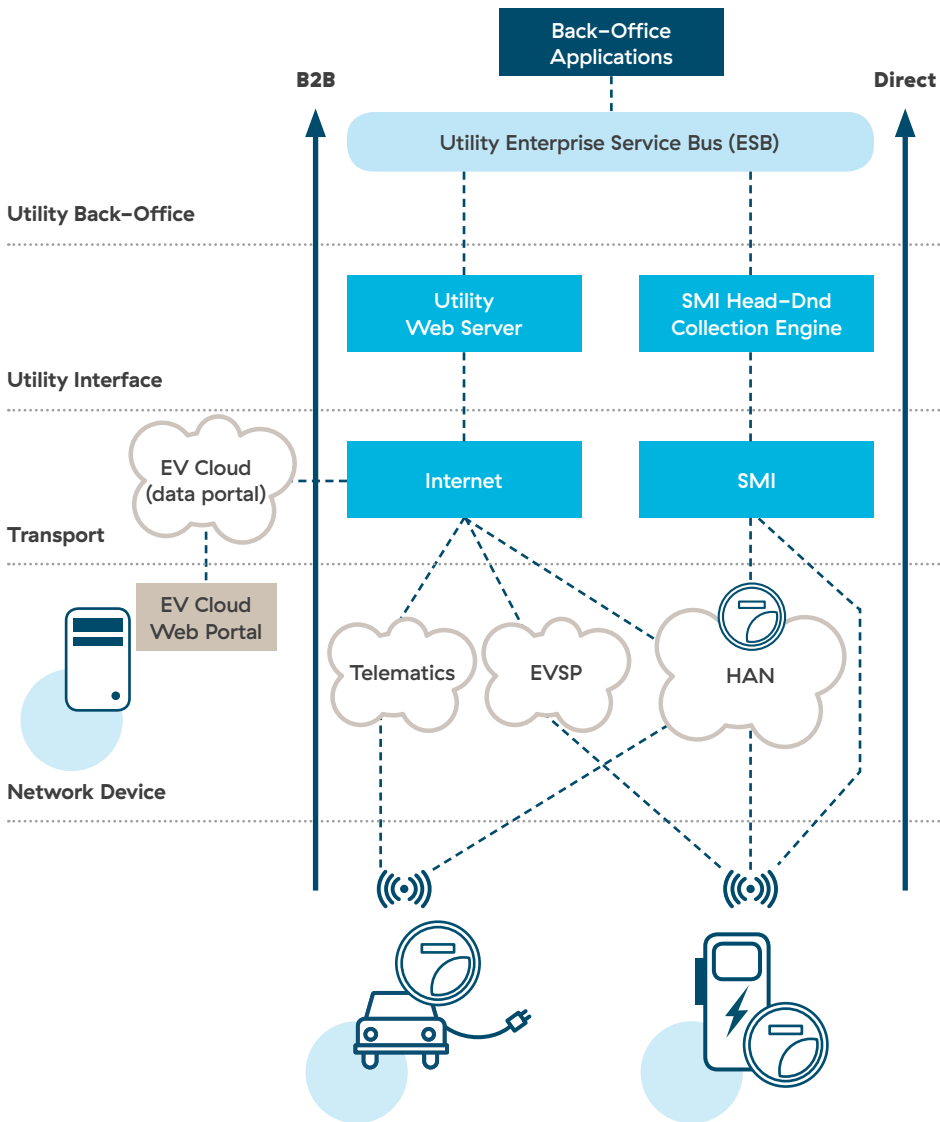 Back-Office
Applications
B2B
Direct
Utility Enterprise Service Bus (ESB)
Utility Back-Office
Utility
Web Server
SMI Head-Dnd
Collection Engine
Utility Interface
EV Cloud
(data portal)
Internet
SMI
Transport
EV Cloud
Web Portal
Telematics
EVSP
HAN
Network Device